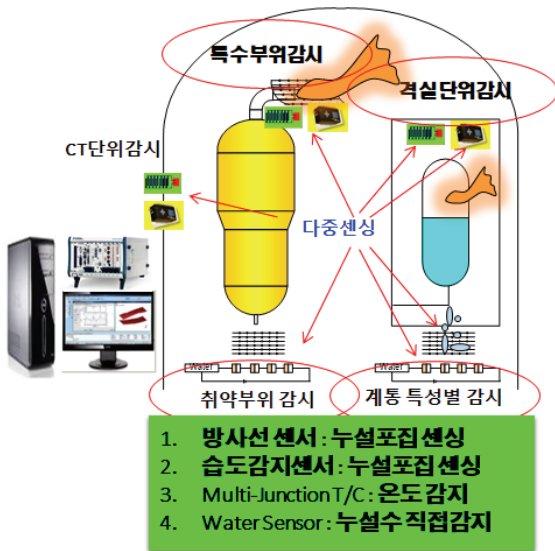 특수부위감시
격실 단위감시
CT단위감시
다중센싱
Water
Water
취약부위 감시
계통 특성별 감시
1. 방사선 센서 : 누설포집 센싱
2. 습도감지센서 : 누설포집 센싱
3. Multi-Junction T/C : 온도 감지
4. Water Sensor : 누설수 직접감지